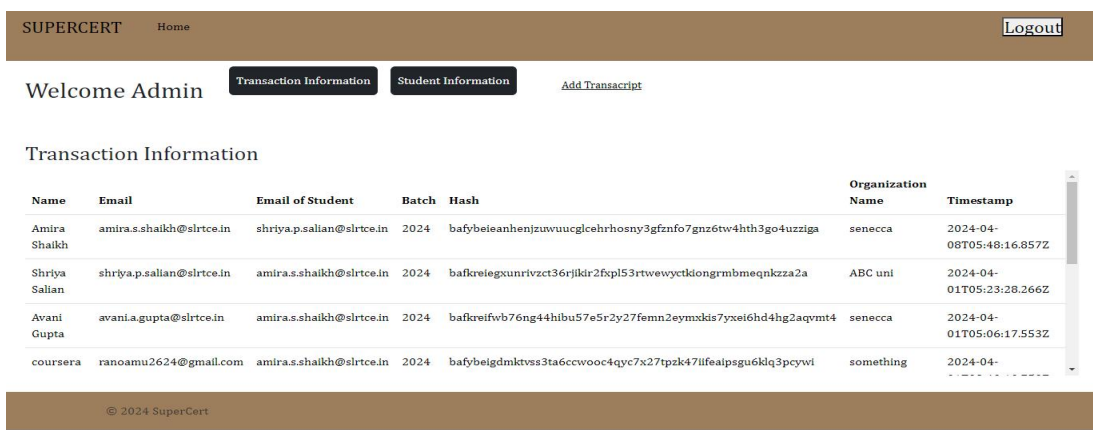 SUPERCERT Home Logout
Welcome Admin Transaction Information Student Information Add Transacript
Transaction Information
Name Email Email of Student Batch Hash Organization Name Timestamp
Amira Shaikh amira.s.shaikh@slrtce.in shriya.p.salian@slrtce.in 2024 bafybeieanhenjzuwuucglcehrhosny3gfznfo7gnz6tw4hth3go4uzziga senecca 2024-04-08T05:48:16.857Z
Shriya Salian shriya.p.salian@slrtce.in amira.s.shaikh@slrtce.in 2024 bafkreiegxunrivzct36rjikir2fxpl53rtwewyctkiongrmbmeqnkzza2a ABC uni 2024-04-01T05:23:28.266Z
Avani Gupta avani.a.gupta@slrtce.in amira.s.shaikh@slrtce.in 2024 bafkreifwb76ng44hibu57e5r2y27femn2eymxkis7yxei6hd4hg2aqvmt4 senecca 2024-04-01T05:06:17.553Z
coursera ranoamu2624@gmail.com amira.s.shaikh@slrtce.in 2024 bafybeigdmktvss3ta6ccwooc4qyc7x27tpzk47iifeaipsgu6klq3pcywi something 2024-04-
© 2024 SuperCert